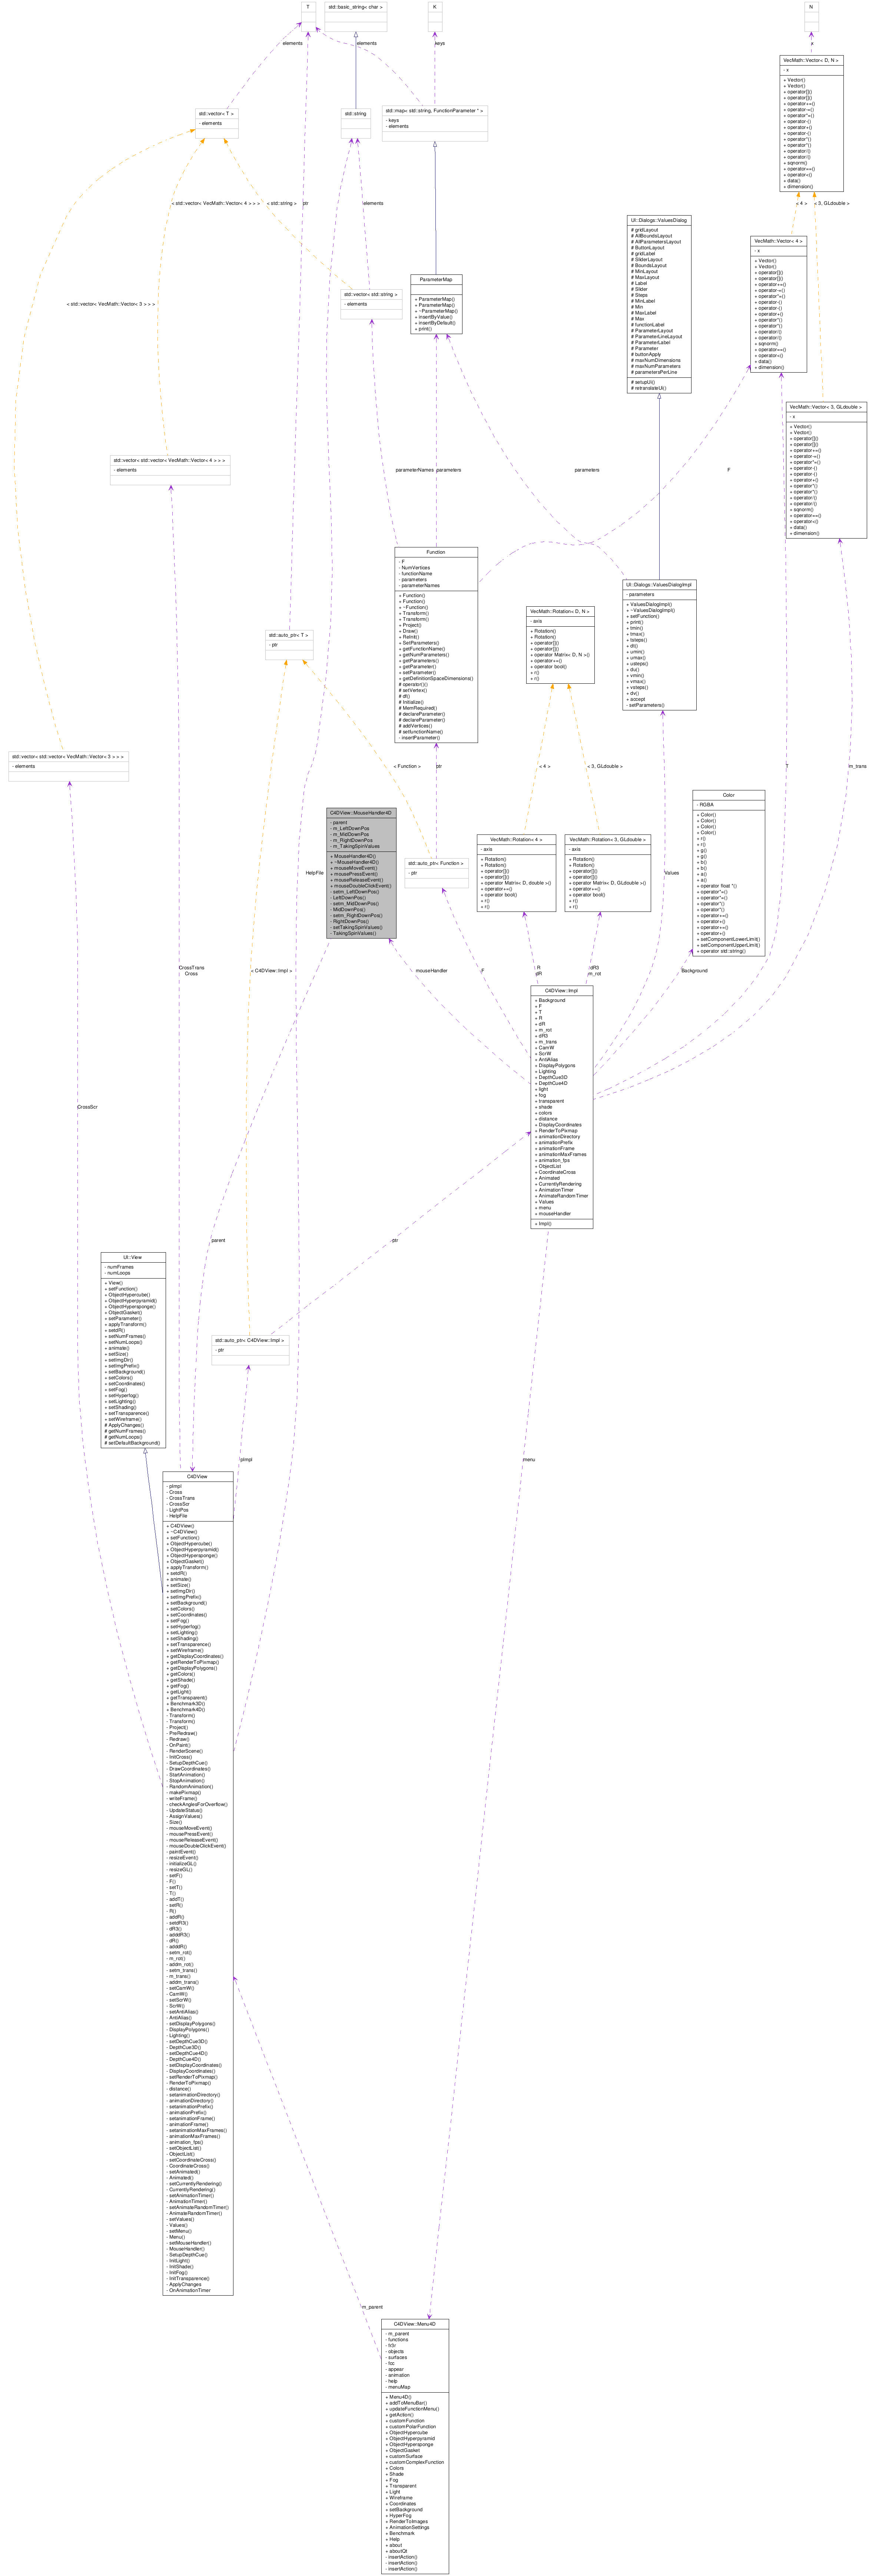 T
std::basic_string< char >
K
N
elements
elements
keys
x
VecMath::Vector< D, N >
- x
+ Vector()
+ Vector()
+ operator[]()
+ operator[]()
+ operator+=()
+ operator-=()
+ operator*=()
+ operator-()
+ operator+()
+ operator-()
+ operator*()
+ operator*()
+ operator/()
+ operator/()
+ sqnorm()
+ operator==()
+ operator<()
+ data()
+ dimension()
std::vector< T >
- elements
std::string
std::map< std::string, FunctionParameter * >
- keys
- elements
< std::vector< VecMath::Vector< 4 > > >
< std::string >
ptr
elements
< 4 >
< 3, GLdouble >
UI::Dialogs::ValuesDialog
# gridLayout
# AllBoundsLayout
# AllParametersLayout
# ButtonLayout
# gridLabel
# SliderLayout
# BoundsLayout
# MinLayout
# MaxLayout
# Label
# Slider
# Steps
# MinLabel
# Min
# MaxLabel
# Max
# functionLabel
# ParameterLayout
# ParameterLineLayout
# ParameterLabel
# Parameter
# buttonApply
# maxNumDimensions
# maxNumParameters
# parametersPerLine
# setupUi()
# retranslateUi()
VecMath::Vector< 4 >
- x
+ Vector()
+ Vector()
+ operator[]()
+ operator[]()
+ operator+=()
+ operator-=()
+ operator*=()
+ operator-()
+ operator-()
+ operator+()
+ operator*()
+ operator*()
+ operator/()
+ operator/()
+ sqnorm()
+ operator==()
+ data()
+ dimension()
ParameterMap
+ ParameterMap()
+ ParameterMap()
+ ~ParameterMap()
+ InsertByValue()
+ InsertByDefault()
+ print()
std::vector< std::string >
- elements
< std::vector< VecMath::Vector< 3 > > >
VecMath::Vector< 3, GLdouble >
- x
+ Vector()
+ Vector()
+ operator[]()
+ operator[]()
+ operator+=()
+ operator-=()
+ operator*=()
+ operator-()
+ operator-()
+ operator+()
+ operator*()
+ operator*()
+ operator/()
+ operator/()
+ sqnorm()
+ operator==()
+ operator<()
+ data()
+ dimension()
std::vector< std::vector< VecMath::Vector< 4 > > >
- elements
parameterNames
parameters
parameters
F
Function
- F
- NumVertices
- functionName
- parameters
- parameterNames
+ Function()
+ Function()
+ ~Function()
+ Transform()
+ Transform()
+ Project()
+ Draw()
+ ReInit()
+ SetParameters()
+ getFunctionName()
+ getNumParameters()
+ getParameters()
+ getParameter()
+ setParameter()
+ getDefinitionSpaceDimensions()
# operator()()
# setVertex()
# df()
# Initialize()
# MemRequired()
# declareParameter()
# declareParameter()
# addVertices()
# setfunctionName()
- insertParameter()
UI::Dialogs::ValuesDialogImpl
- parameters
+ ValuesDialogImpl()
+ ~ValuesDialogImpl()
+ setFunction()
+ print()
+ tmin()
+ tmax()
+ tsteps()
+ dt()
+ umin()
+ umax()
+ usteps()
+ du()
+ vmin()
+ vmax()
+ vsteps()
+ dv()
+ accept
- setParameters()
VecMath::Rotation< D, N >
- axis
+ Rotation()
+ Rotation()
+ operator[]()
+ operator[]()
+ operator Matrix< D, N >()
+ operator+=()
+ operator bool()
+ r()
+ r()
std::auto_ptr< T >
- ptr
std::vector< std::vector< VecMath::Vector< 3 > > >
- elements
< Function >
ptr
< 4 >
< 3, GLdouble >
T
m_trans
C4DView::MouseHandler4D
- parent
- m_LeftDownPos
- m_MidDownPos
- m_RightDownPos
- m_TakingSpinValues
+ MouseHandler4D()
+ ~MouseHandler4D()
+ mouseMoveEvent()
+ mousePressEvent()
+ mouseReleaseEvent()
+ mouseDoubleClickEvent()
- setm_LeftDownPos()
- LeftDownPos()
- setm_MidDownPos()
- MidDownPos()
- setm_RightDownPos()
- RightDownPos()
- setTakingSpinValues()
- TakingSpinValues()
Color
- RGBA
+ Color()
+ Color()
+ Color()
+ Color()
+ r()
+ r()
+ g()
+ g()
+ b()
+ b()
+ a()
+ a()
+ operator float *()
+ operator*=()
+ operator*=()
+ operator*()
+ operator*()
+ operator+=()
+ operator+()
+ operator+=()
+ operator+()
+ setComponentLowerLimit()
+ setComponentUpperLimit()
+ operator std::string()
VecMath::Rotation< 4 >
- axis
+ Rotation()
+ Rotation()
+ operator[]()
+ operator[]()
+ operator Matrix< D, double >()
+ operator+=()
+ operator bool()
+ r()
+ r()
VecMath::Rotation< 3, GLdouble >
- axis
+ Rotation()
+ Rotation()
+ operator[]()
+ operator[]()
+ operator Matrix< D, GLdouble >()
+ operator+=()
+ operator bool()
+ r()
+ r()
std::auto_ptr< Function >
- ptr
HelpFile
Values
CrossTrans
Cross
< C4DView::Impl >
mouseHandler
F
R
dR
dR3
m_rot
Background
C4DView::Impl
+ Background
+ F
+ T
+ R
+ dR
+ m_rot
+ dR3
+ m_trans
+ CamW
+ ScrW
+ AntiAlias
+ DisplayPolygons
+ Lighting
+ DepthCue3D
+ DepthCue4D
+ light
+ fog
+ transparent
+ shade
+ colors
+ distance
+ DisplayCoordinates
+ RenderToPixmap
+ animationDirectory
+ animationPrefix
+ animationFrame
+ animationMaxFrames
+ animation_fps
+ ObjectList
+ CoordinateCross
+ Animated
+ CurrentlyRendering
+ AnimationTimer
+ AnimateRandomTimer
+ Values
+ menu
+ mouseHandler
+ Impl()
CrossScr
parent
ptr
UI::View
- numFrames
- numLoops
+ View()
+ setFunction()
+ ObjectHypercube()
+ ObjectHyperpyramid()
+ ObjectHypersponge()
+ ObjectGasket()
+ setParameter()
+ applyTransform()
+ setdR()
+ setNumFrames()
+ setNumLoops()
+ animate()
+ setSize()
+ setImgDir()
+ setImgPrefix()
+ setBackground()
+ setColors()
+ setCoordinates()
+ setFog()
+ setHyperfog()
+ setLighting()
+ setShading()
+ setTransparence()
+ setWireframe()
# ApplyChanges()
# getNumFrames()
# getNumLoops()
# setDefaultBackground()
std::auto_ptr< C4DView::Impl >
- ptr
pImpl
menu
C4DView
- pImpl
- Cross
- CrossTrans
- CrossScr
- LightPos
- HelpFile
+ C4DView()
+ ~C4DView()
+ setFunction()
+ ObjectHypercube()
+ ObjectHyperpyramid()
+ ObjectHypersponge()
+ ObjectGasket()
+ applyTransform()
+ setdR()
+ animate()
+ setSize()
+ setImgDir()
+ setImgPrefix()
+ setBackground()
+ setColors()
+ setCoordinates()
+ setFog()
+ setHyperfog()
+ setLighting()
+ setShading()
+ setTransparence()
+ setWireframe()
+ getDisplayCoordinates()
+ getRenderToPixmap()
+ getDisplayPolygons()
+ getColors()
+ getShade()
+ getFog()
+ getLight()
+ getTransparent()
+ Benchmark3D()
+ Benchmark4D()
- Transform()
- Transform()
- Project()
- PreRedraw()
- Redraw()
- OnPaint()
- RenderScene()
- InitCross()
- SetupDepthCue()
- DrawCoordinates()
- StartAnimation()
- StopAnimation()
- RandomAnimation()
- makePixmap()
- writeFrame()
- checkAnglesForOverflow()
- UpdateStatus()
- AssignValues()
- Size()
- mouseMoveEvent()
- mousePressEvent()
- mouseReleaseEvent()
- mouseDoubleClickEvent()
- paintEvent()
- resizeEvent()
- initializeGL()
- resizeGL()
- setF()
- F()
- setT()
- T()
- addT()
- setR()
- R()
- addR()
- setdR3()
- dR3()
- adddR3()
- dR()
- adddR()
- setm_rot()
- m_rot()
- addm_rot()
- setm_trans()
- m_trans()
- addm_trans()
- setCamW()
- CamW()
- setScrW()
- ScrW()
- setAntiAlias()
- AntiAlias()
- setDisplayPolygons()
- DisplayPolygons()
- Lighting()
- setDepthCue3D()
- DepthCue3D()
- setDepthCue4D()
- DepthCue4D()
- setDisplayCoordinates()
- DisplayCoordinates()
- setRenderToPixmap()
- RenderToPixmap()
- distance()
- setanimationDirectory()
- animationDirectory()
- setanimationPrefix()
- animationPrefix()
- setanimationFrame()
- animationFrame()
- setanimationMaxFrames()
- animationMaxFrames()
- animation_fps()
- setObjectList()
- ObjectList()
- setCoordinateCross()
- CoordinateCross()
- setAnimated()
- Animated()
- setCurrentlyRendering()
- CurrentlyRendering()
- setAnimationTimer()
- AnimationTimer()
- setAnimateRandomTimer()
- AnimateRandomTimer()
- setValues()
- Values()
- setMenu()
- Menu()
- setMouseHandler()
- MouseHandler()
- SetupDepthCue()
- InitLight()
- InitShade()
- InitFog()
- InitTransparence()
- ApplyChanges
- OnAnimationTimer
m_parent
C4DView::Menu4D
- m_parent
- functions
- fr3r
- objects
- surfaces
- fcc
- appear
- animation
- help
- menuMap
+ Menu4D()
+ addToMenuBar()
+ updateFunctionMenu()
+ getAction()
+ customFunction
+ customPolarFunction
+ ObjectHypercube
+ ObjectHyperpyramid
+ ObjectHypersponge
+ ObjectGasket
+ customSurface
+ customComplexFunction
+ Colors
+ Shade
+ Fog
+ Transparent
+ Light
+ Wireframe
+ Coordinates
+ setBackground
+ HyperFog
+ RenderToImages
+ AnimationSettings
+ Benchmark
+ Help
+ about
+ aboutQt
- insertAction()
- insertAction()
- insertAction()